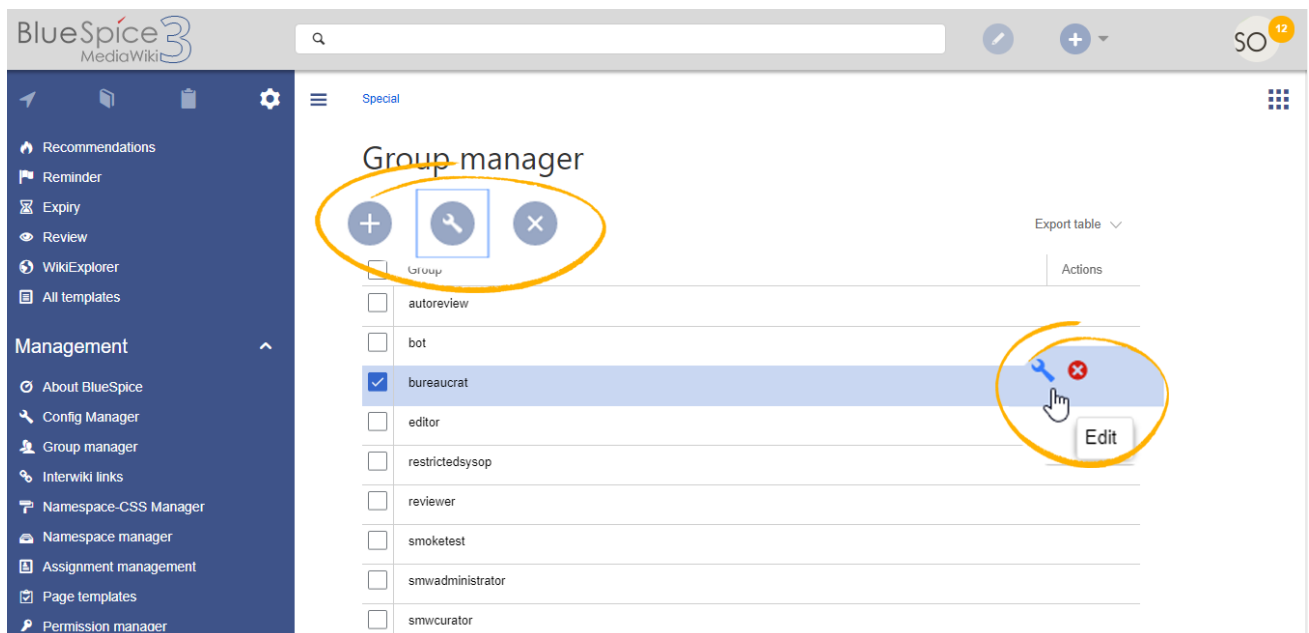 BlueSpice 3
MediaWiki
12
SO
Special
Recommendations
Reminder
Expiry
Review
WikiExplorer
All templates
Management
About BlueSpice
Config Manager
Group manager
Interwiki links
Namespace-CSS Manager
Namespace manager
Assignment management
Page templates
Permission manager
Group manager
Export table
Group
Actions
autoreview
bot
bureaucrat
Edit
editor
restrictedsysop
reviewer
smoketest
smwadministrator
smwcurator